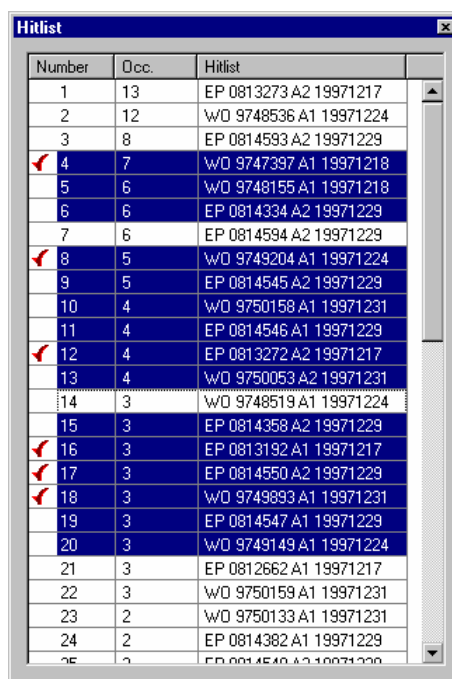 Hitlist
Number Occ. Hitlist
1 13 EP 0813273 A2 19971217
2 12 WO 9748536 A1 19971224
3 8 EP 0814593 A2 19971229
4 7 WO 9747397 A1 19971218
5 6 WO 9748155 A1 19971218
6 6 EP 0814334 A2 19971229
7 6 EP 0814594 A2 19971229
8 5 WO 9749204 A1 19971224
9 5 EP 0814545 A2 19971229
10 4 WO 9750158 A1 19971231
11 4 EP 0814546 A1 19971229
12 4 EP 0813272 A2 19971217
13 4 WO 9750053 A2 19971231
14 3 WO 9748519 A1 19971224
15 3 EP 0814358 A2 19971229
16 3 EP 0813192 A1 19971217
17 3 EP 0814550 A2 19971229
18 3 WO 9749893 A1 19971231
19 3 EP 0814547 A1 19971229
20 3 WO 9749149 A1 19971224
21 3 EP 0812662 A1 19971217
22 3 WO 9750159 A1 19971231
23 2 WO 9750133 A1 19971231
24 2 EP 0814382 A1 19971229